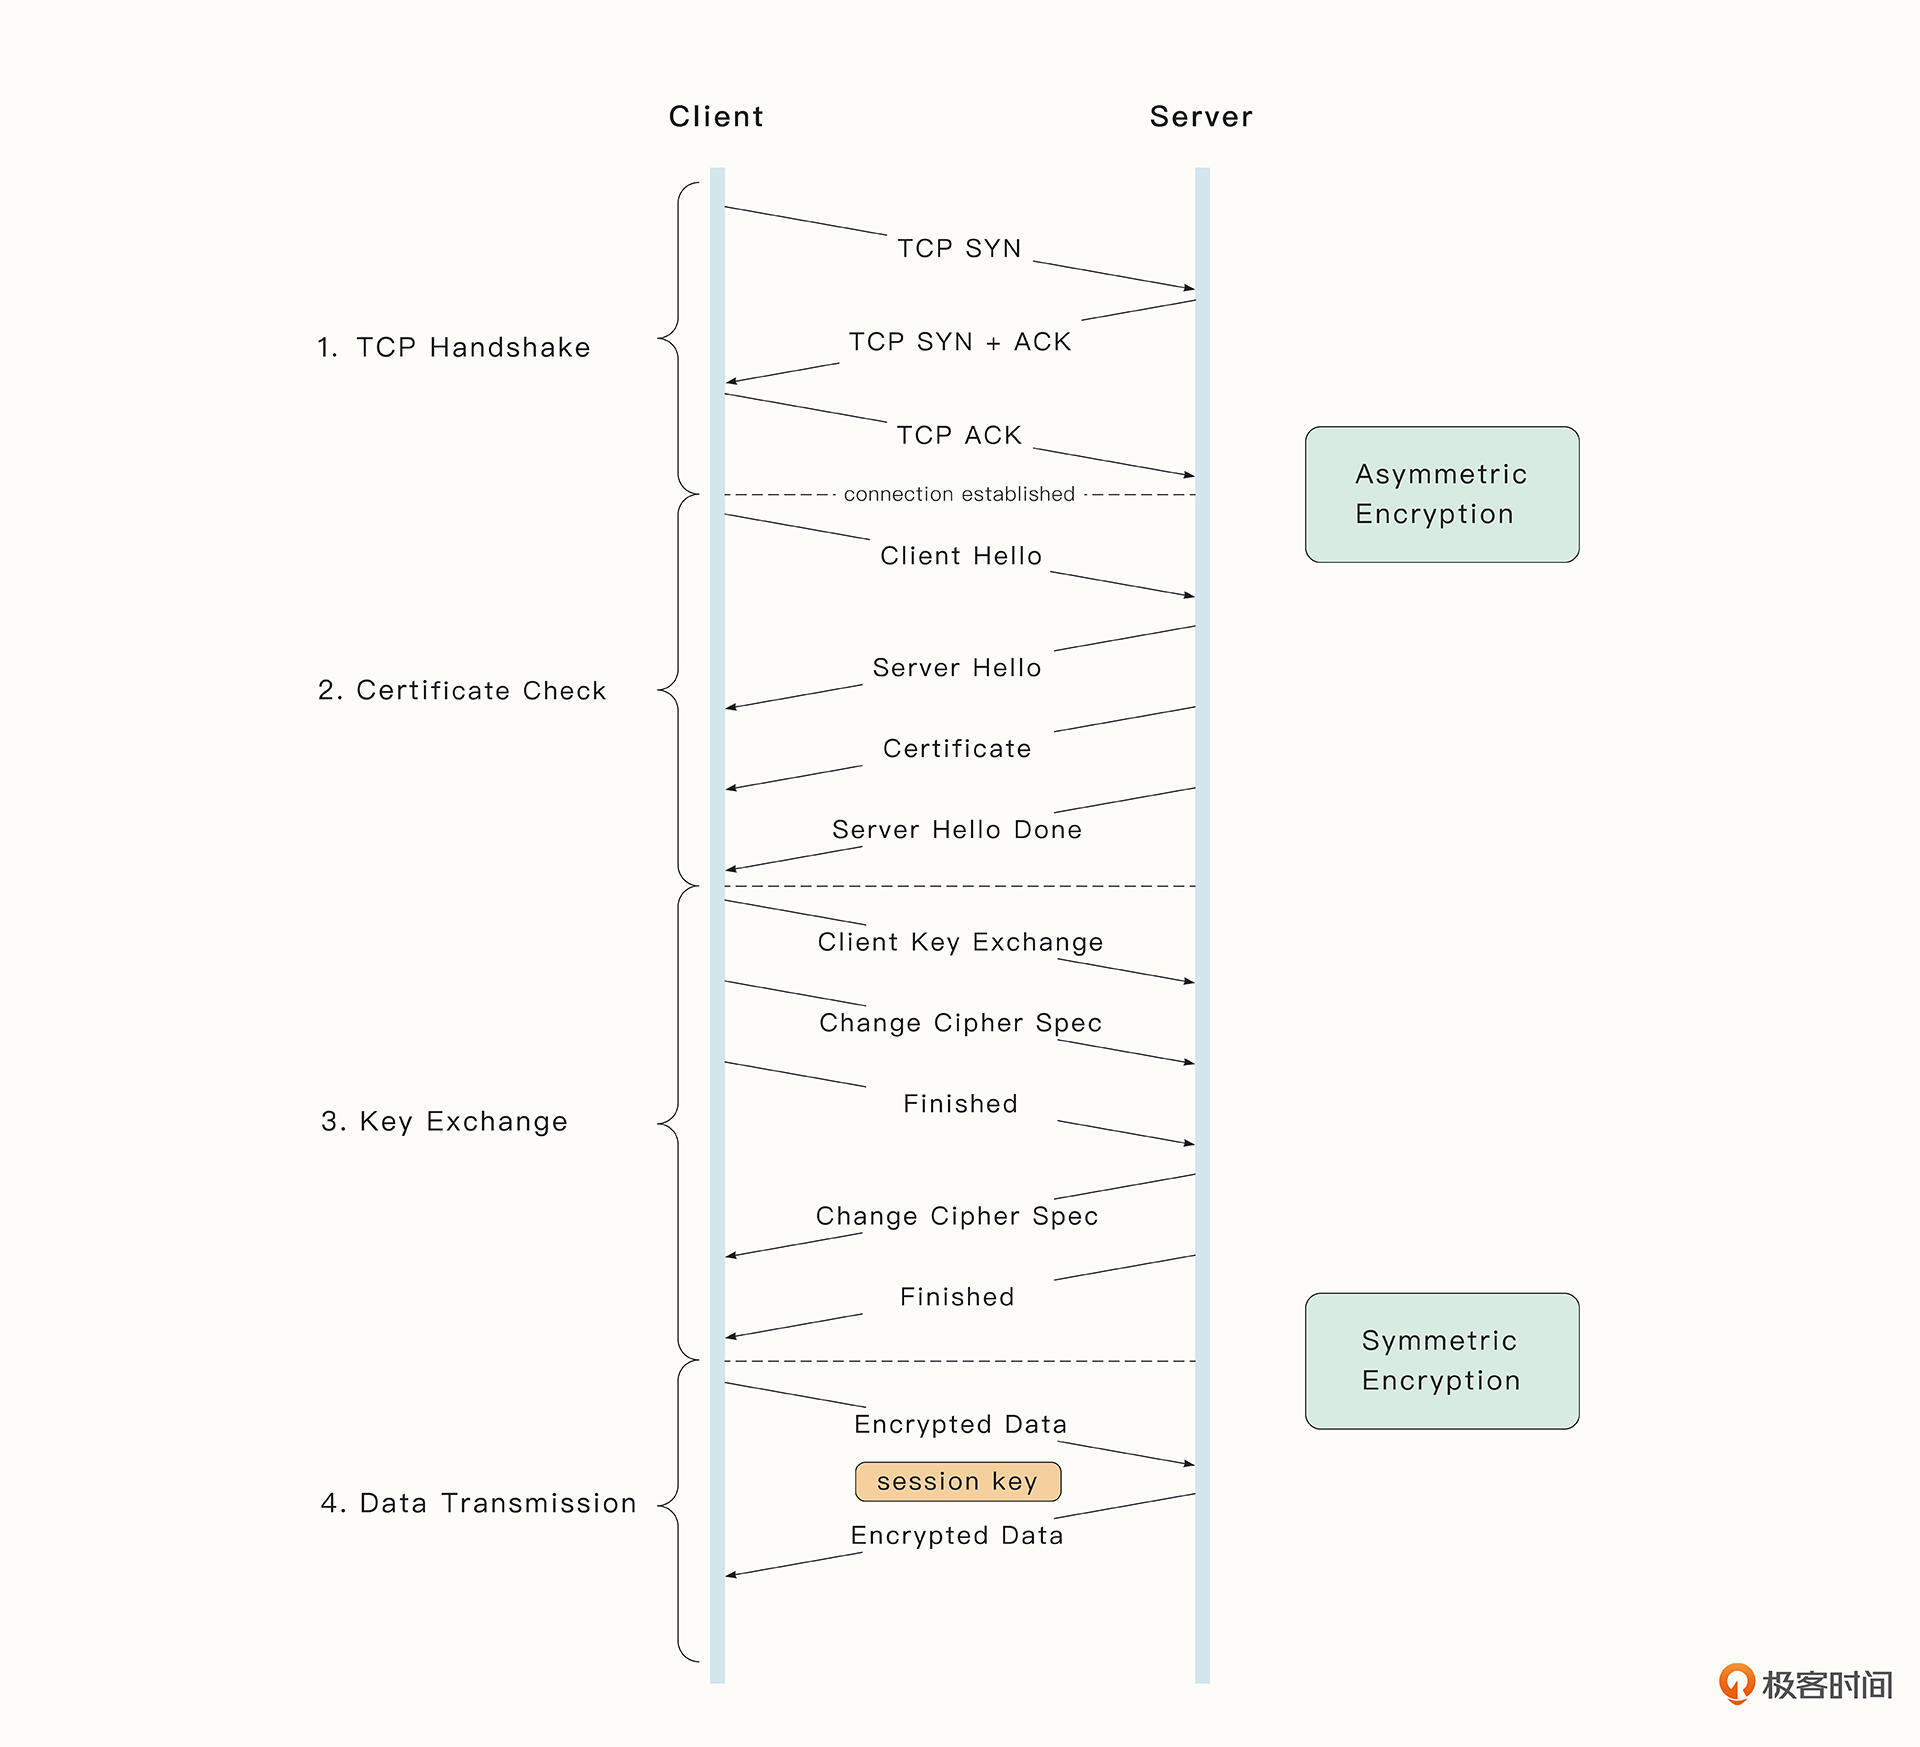 Client
Server
TCP SYN
TCP SYN + ACK
1. TCP Handshake
TCP ACK
Asymmetric
Encryption
connection established
Client Hello
Server Hello
2. Certificate Check
Certificate
Server Hello Done
Client Key Exchange
Change Cipher Spec
Finished
3. Key Exchange
Change Cipher Spec
Finished
Symmetric
Encryption
Encrypted Data
session key
4. Data Transmission
Encrypted Data
极客时间